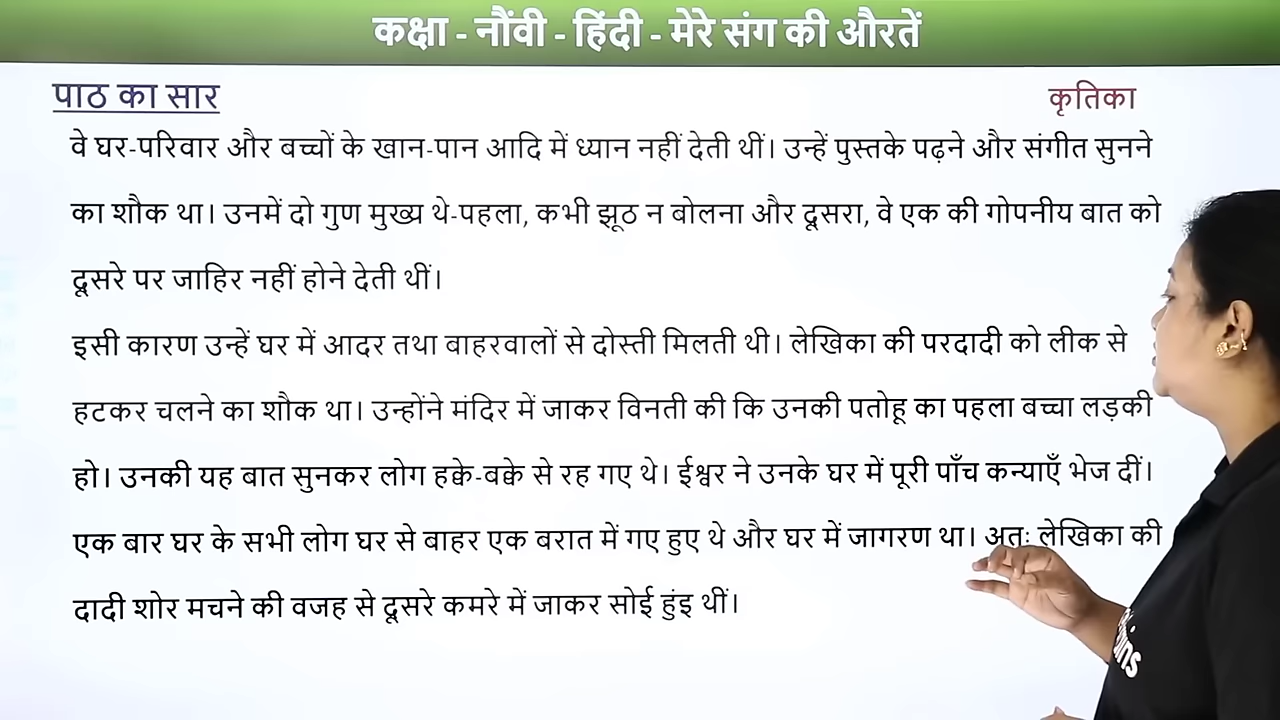 कक्षा - नौंवी - हिंदी - मेरे संग की औरतें
पाठ का सार
कृतिका
वे घर-परिवार और बच्चों के खान-पान आदि में ध्यान नहीं देती थीं। उन्हें पुस्तके पढ़ने और संगीत सुनने
का शौक था। उनमें दो गुण मुख्य थे-पहला, कभी झूठ न बोलना और दूसरा, वे एक की गोपनीय बात को
दूसरे पर जाहिर नहीं होने देती थीं।
इसी कारण उन्हें घर में आदर तथा बाहरवालों से दोस्ती मिलती थी। लेखिका की परदादी को लीक से
हटकर चलने का शौक था। उन्होंने मंदिर में जाकर विनती की कि उनकी पतोहू का पहला बच्चा लड़की
हो। उनकी यह बात सुनकर लोग हक्के-बक्के से रह गए थे। ईश्वर ने उनके घर में पूरी पाँच कन्याएँ भेज दीं।
एक बार घर के सभी लोग घर से बाहर एक बरात में गए हुए थे और घर में जागरण था। अतः लेखिका की
दादी शोर मचने की वजह से दूसरे कमरे में जाकर सोई हुंइ थीं।